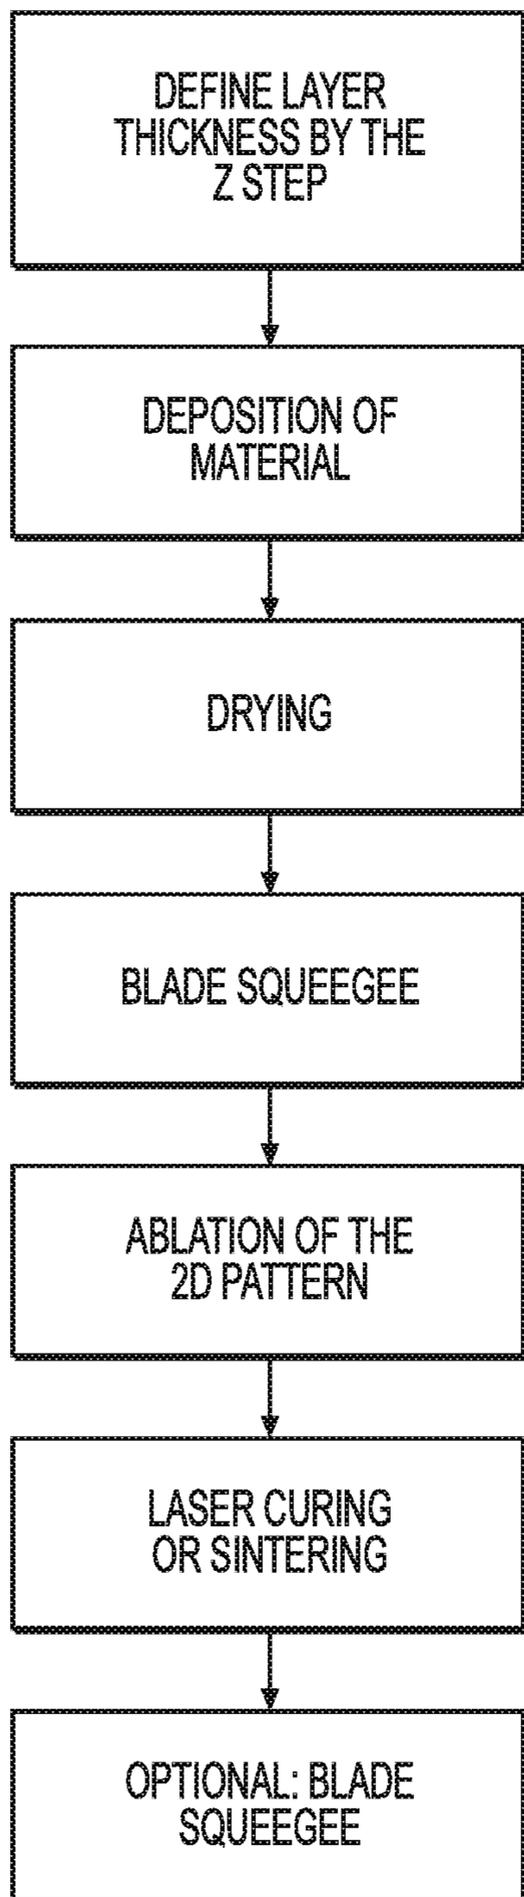 DEFINE LAYER
THICKNESS BY THE
Z STEP
DEPOSITION OF
MATERIAL
DRYING
BLADE SQUEEGEE
ABLATION OF THE
2D PATTERN
LASER CURING
OR SINTERING
OPTIONAL: BLADE
SQUEEGEE